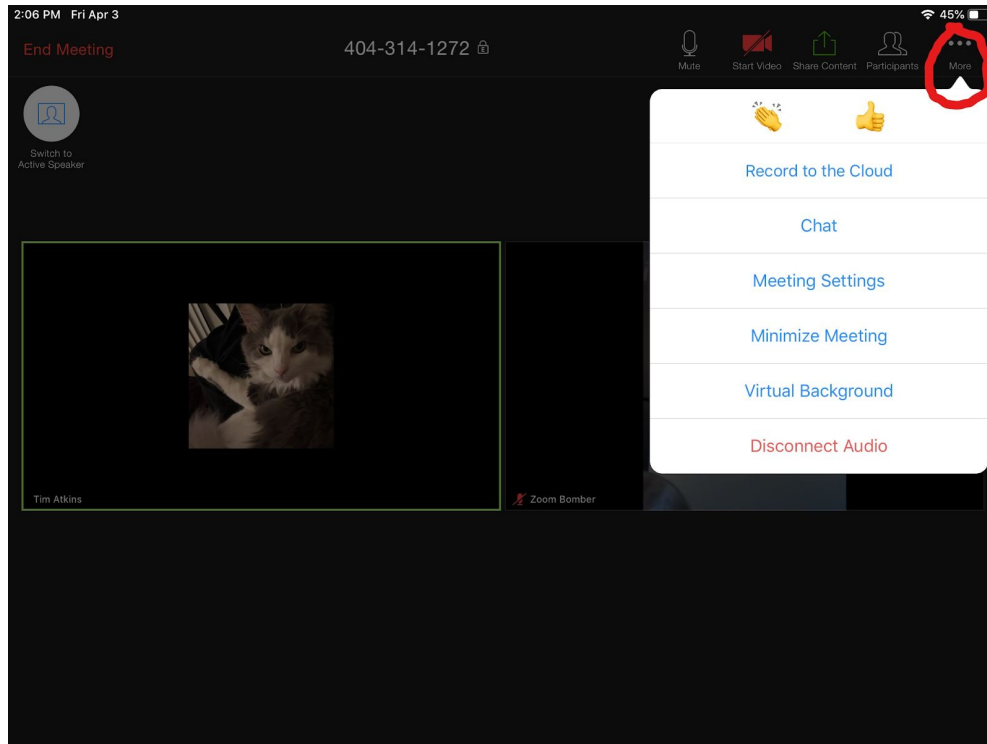 2:06 PM Fri Apr 3
45%
End Meeting
404-314-1272
Mute
Start Video
Share Content
Participants
More
Switch to
Active Speaker
Record to the Cloud
Chat
Meeting Settings
Minimize Meeting
Virtual Background
Disconnect Audio
Tim Atkins
Zoom Bomber